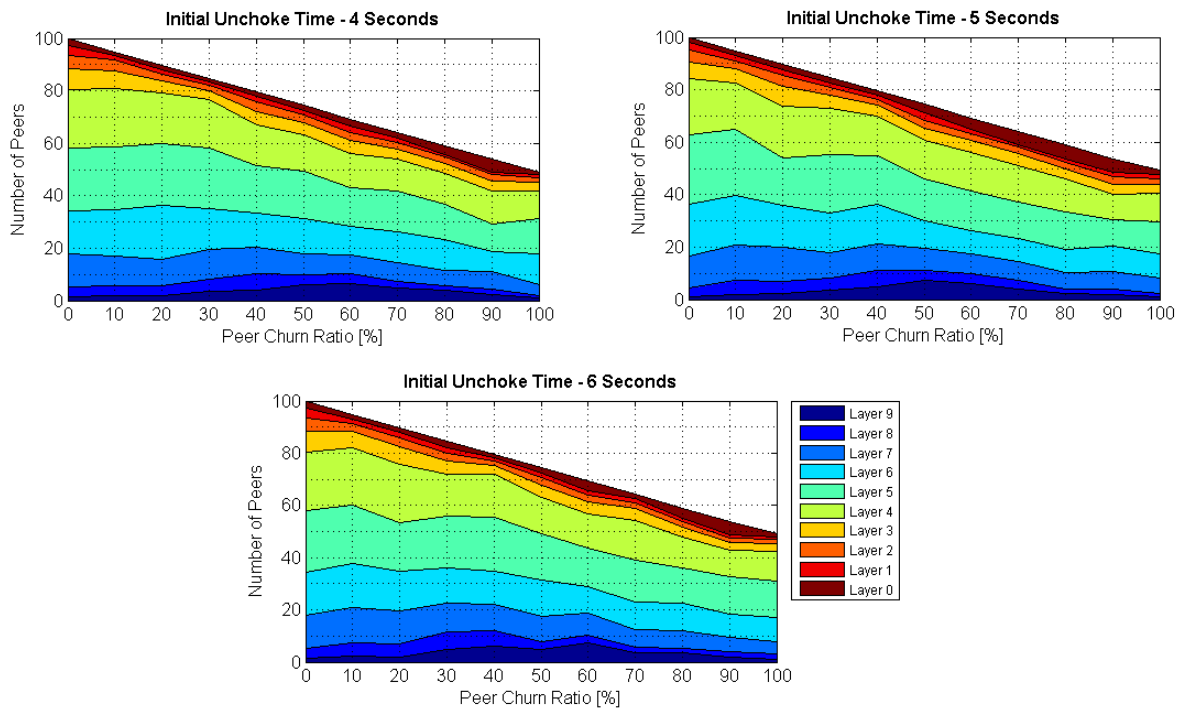 Initial Unchoke Time - 4 Seconds
Number of Peers
100
80
60
40
20
0
0 10 20 30 40 50 60 70 80 90 100
Peer Churn Ratio [%]
Initial Unchoke Time - 5 Seconds
Number of Peers
100
80
60
40
20
0
0 10 20 30 40 50 60 70 80 90 100
Peer Churn Ratio [%]
Initial Unchoke Time - 6 Seconds
Number of Peers
100
80
60
40
20
0
0 10 20 30 40 50 60 70 80 90 100
Peer Churn Ratio [%]
Layer 9
Layer 8
Layer 7
Layer 6
Layer 5
Layer 4
Layer 3
Layer 2
Layer 1
Layer 0